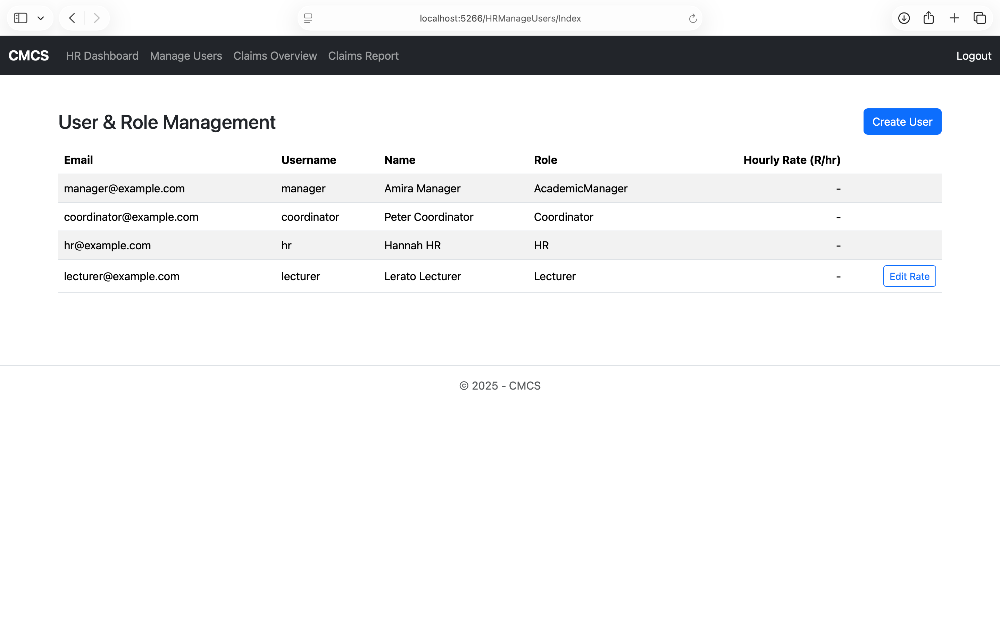 localhost:5266/HRManageUsers/Index
CMCS HR Dashboard Manage Users Claims Overview Claims Report Logout
User & Role Management Create User
Email Username Name Role Hourly Rate (R/hr)
manager@example.com manager Amira Manager AcademicManager -
coordinator@example.com coordinator Peter Coordinator Coordinator -
hr@example.com hr Hannah HR HR -
lecturer@example.com lecturer Lerato Lecturer Lecturer - Edit Rate
© 2025 - CMCS